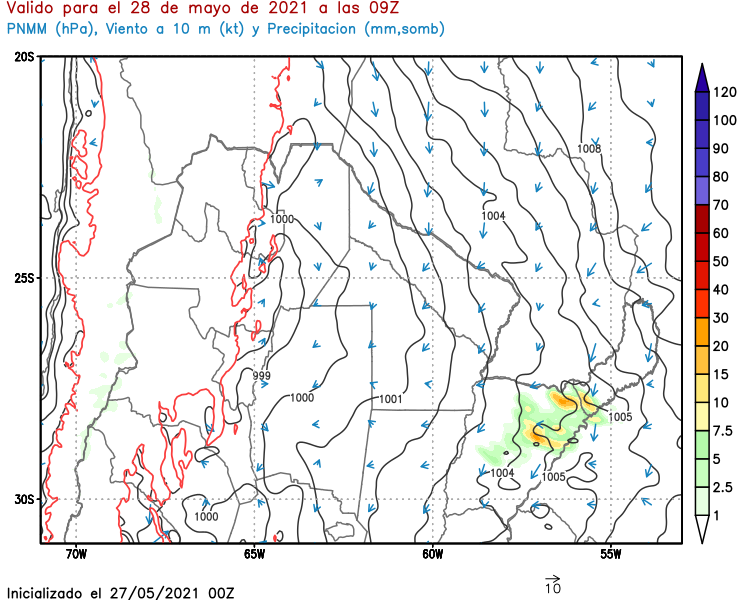 Valido para el 28 de mayo de 2021 a las 09Z
PNMM (hPa), Viento a 10 m (kt) y Precipitacion (mm,somb)
20S
25S
30S
70W
65W
60W
55W
1008
1004
1000
999
1000
1001
1005
1004
1005
1000
120
100
90
80
70
60
50
40
30
20
15
10
7.5
5
2.5
1
10
Inicializado el 27/05/2021 00Z